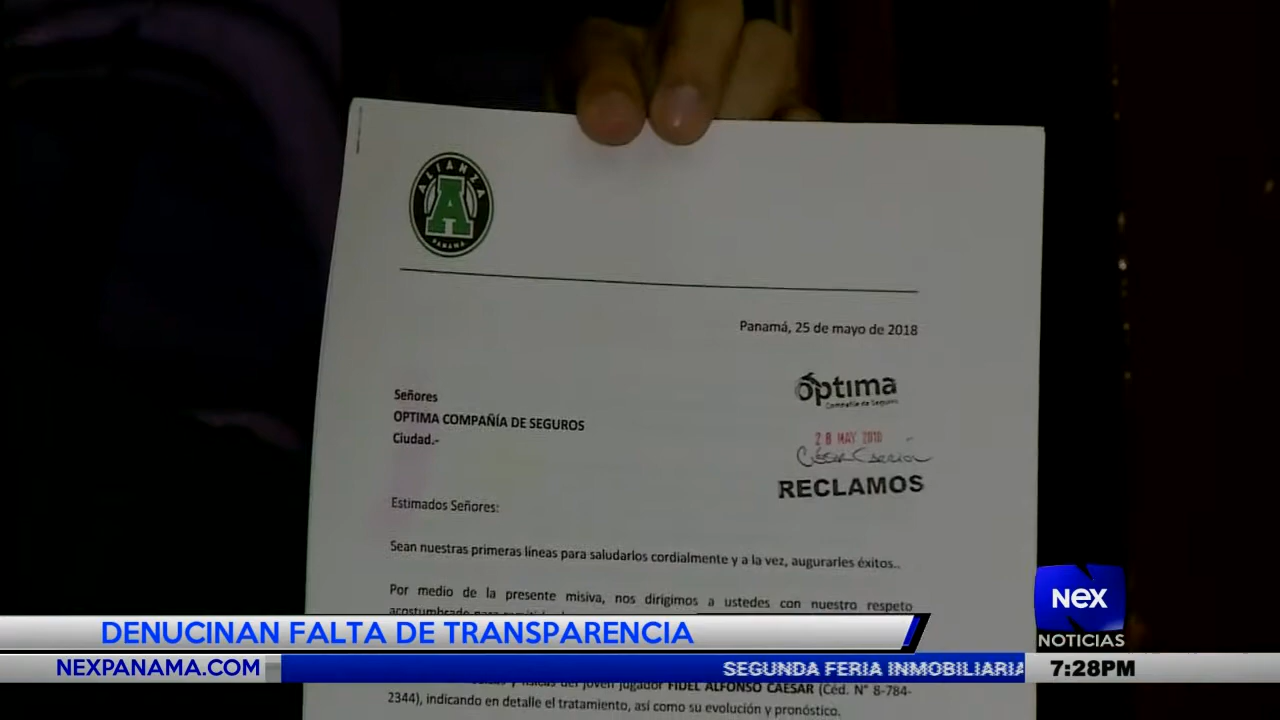 ALIANZA
A
PANAMA
Panamá, 25 de mayo de 2018
Señores
OPTIMA COMPAÑÍA DE SEGUROS
Ciudad.-
óptima
Compañía de Seguros
28 MAY 2018
RECLAMOS
Estimados Señores:
Sean nuestras primeras líneas para saludarlos cordialmente y a la vez, augurarles éxitos..
Por medio de la presente misiva, nos dirigimos a ustedes con nuestro respeto
acostumbrado para
DENUCINAN FALTA DE TRANSPARENCIA
NEX
NOTICIAS
NEXPANAMA.COM
SEGUNDA FERIA INMOBILIARIA
7:28PM
del joven jugador FIDEL ALFONSO CAESAR (Céd. N° 8-784-
2344), indicando en detalle el tratamiento, así como su evolución y pronóstico.